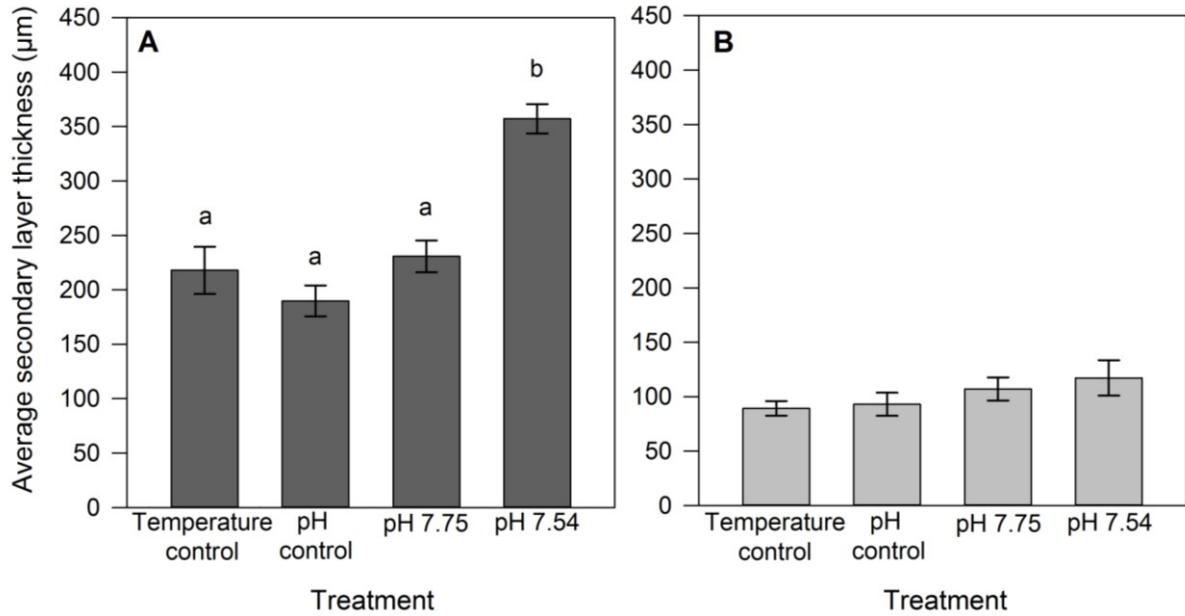 Average secondary layer thickness (µm)
450
400
350
300
250
200
150
100
50
0
A
a
a
a
b
Temperature control
pH control
pH 7.75
pH 7.54
Treatment
450
400
350
300
250
200
150
100
50
0
B
Temperature control
pH control
pH 7.75
pH 7.54
Treatment